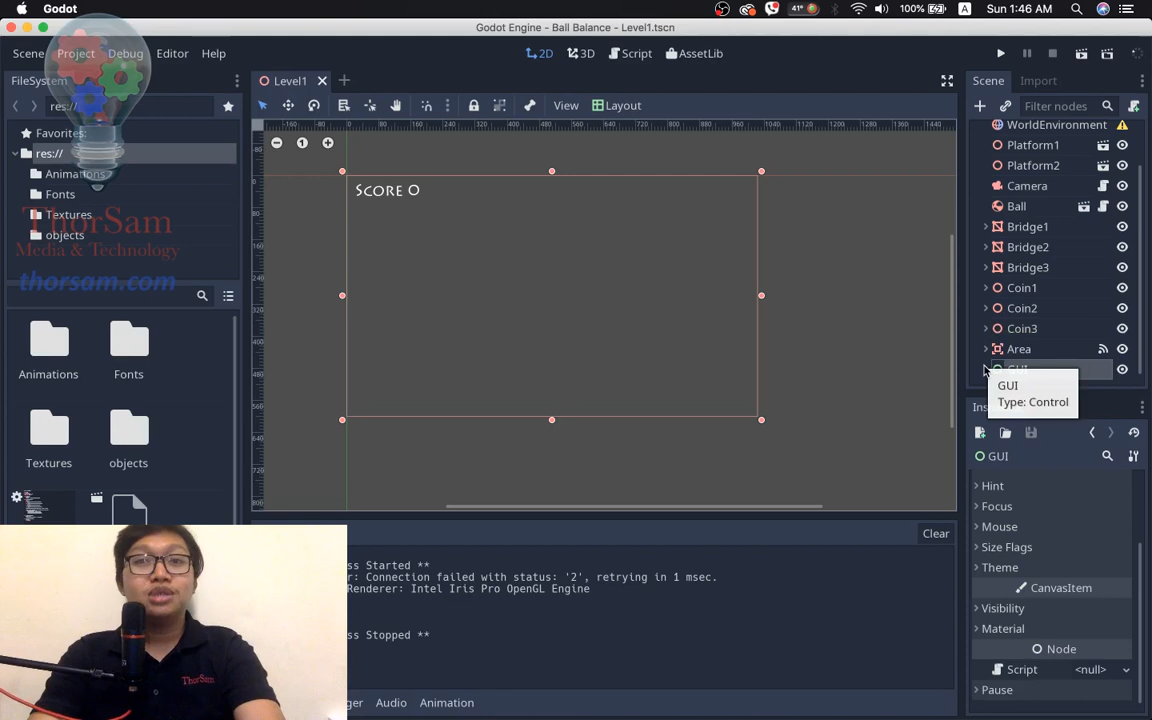 Godot
41°
100%
A
Sun 1:46 AM
Godot Engine - Ball Balance - Level1.tscn
Scene
Project
Debug
Editor
Help
2D
3D
Script
AssetLib
FileSystem
Level1
Scene
Import
res://
View
Layout
Filter nodes
Favorites:
res://
Animations
Fonts
Textures
objects
ThorSam
Media & Technology
thorsam.com
Score 0
WorldEnvironment
Platform1
Platform2
Camera
Ball
Bridge1
Bridge2
Bridge3
Coin1
Coin2
Coin3
Area
GUI
GUI
Type: Control
Animations
Fonts
Textures
objects
GUI
Hint
Focus
Mouse
Size Flags
Theme
CanvasItem
Visibility
Material
Node
Script
<null>
Pause
Clear
ss Started **
r: Connection failed with status: '2', retrying in 1 msec.
Renderer: Intel Iris Pro OpenGL Engine
ss Stopped **
ger
Audio
Animation
ThorSam